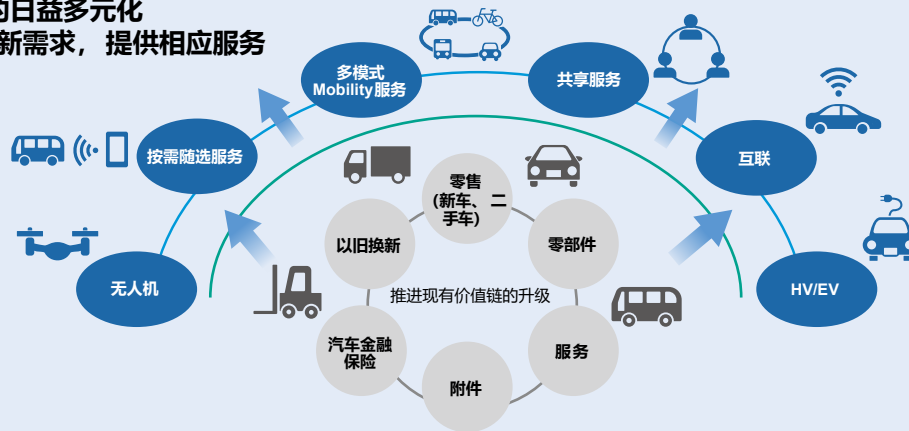 的日益多元化
新需求，提供相应服务
多模式
Mobility服务
共享服务
按需随选服务
互联
无人机
HV/EV
零售
(新车、二
手车)
以旧换新
零部件
推进现有价值链的升级
汽车金融
保险
服务
附件